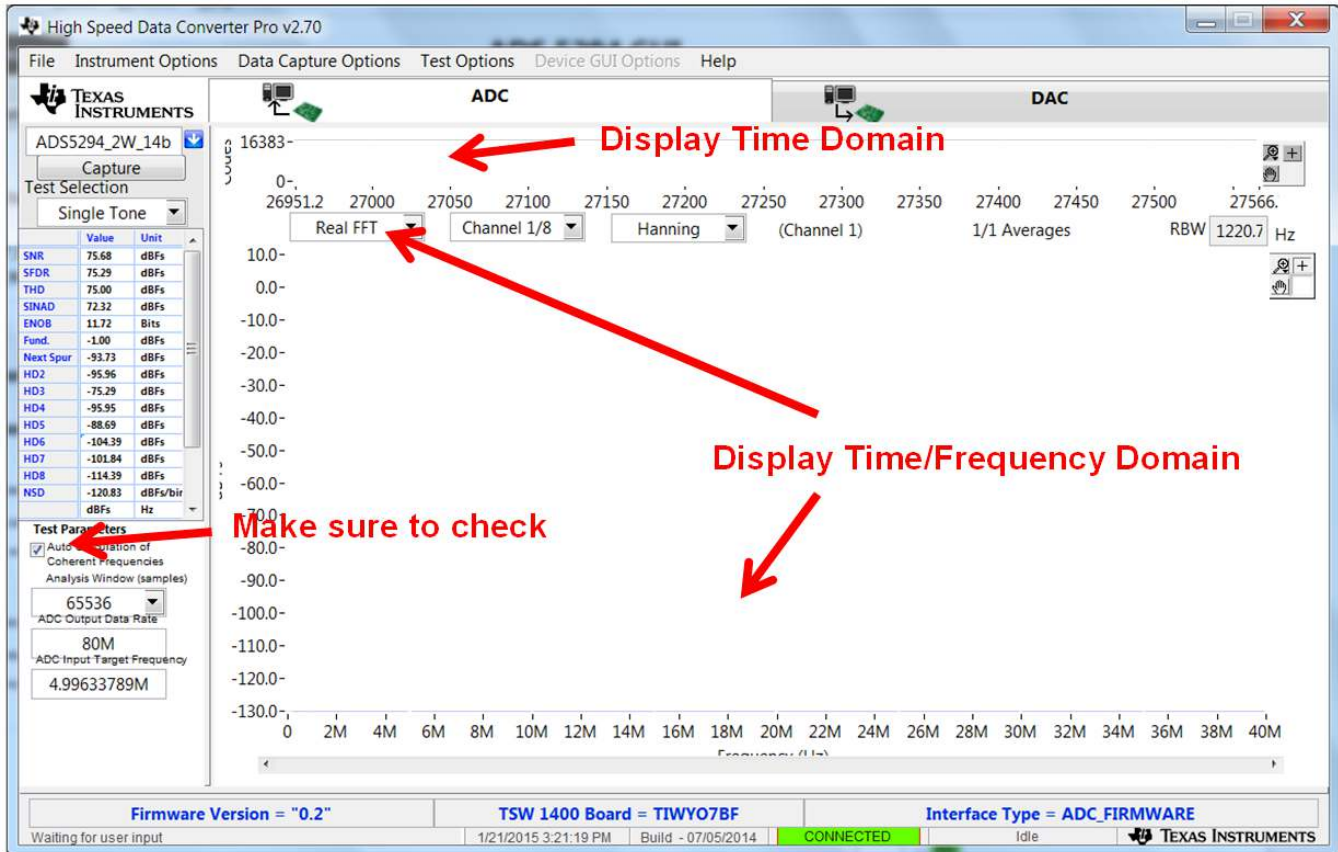 High Speed Data Converter Pro v2.70
File Instrument Options Data Capture Options Test Options Device GUI Options Help
TEXAS INSTRUMENTS
ADC
DAC
ADS5294_2W_14b
Capture
Test Selection
Single Tone
Value Unit
SNR 75.68 dBFs
SFDR 75.29 dBFs
THD 75.00 dBFs
SINAD 72.32 dBFs
ENOB 11.72 Bits
Fund. -1.00 dBFs
Next Spur -93.73 dBFs
HD2 -95.96 dBFs
HD3 -75.29 dBFs
HD4 -95.95 dBFs
HD5 -88.69 dBFs
HD6 -104.39 dBFs
HD7 -101.84 dBFs
HD8 -114.39 dBFs
NSD -120.83 dBFs/bin
dBFs Hz
Test Parameters
Auto Calculation of
Coherent Frequencies
Analysis Window (samples)
65536
ADC Output Data Rate
80M
ADC Input Target Frequency
4.99633789M
Codes
16383
0
26951.2 27000 27050 27100 27150 27200 27250 27300 27350 27400 27450 27500 27566.
Display Time Domain
Real FFT Channel 1/8 Hanning (Channel 1) 1/1 Averages RBW 1220.7 Hz
10.0
0.0
-10.0
-20.0
-30.0
-40.0
-50.0
-60.0
-70.0
-80.0
-90.0
-100.0
-110.0
-120.0
-130.0
Display Time/Frequency Domain
Make sure to check
0 2M 4M 6M 8M 10M 12M 14M 16M 18M 20M 22M 24M 26M 28M 30M 32M 34M 36M 38M 40M
Frequency (Hz)
Firmware Version = "0.2" TSW 1400 Board = TIWYO7BF Interface Type = ADC_FIRMWARE
Waiting for user input 1/21/2015 3:21:19 PM Build - 07/05/2014 CONNECTED Idle TEXAS INSTRUMENTS